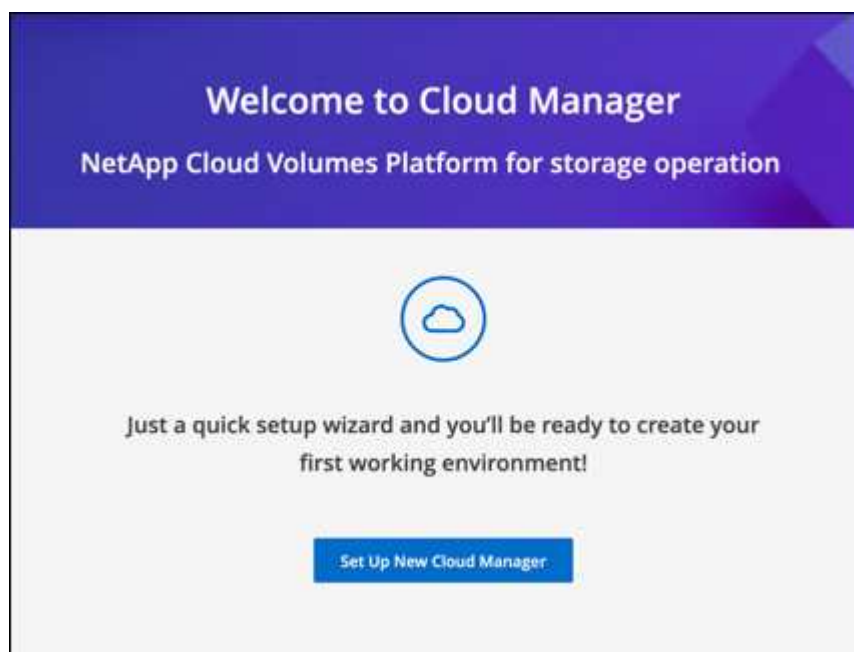 Welcome to Cloud Manager
NetApp Cloud Volumes Platform for storage operation
Just a quick setup wizard and you'll be ready to create your
first working environment!
Set Up New Cloud Manager